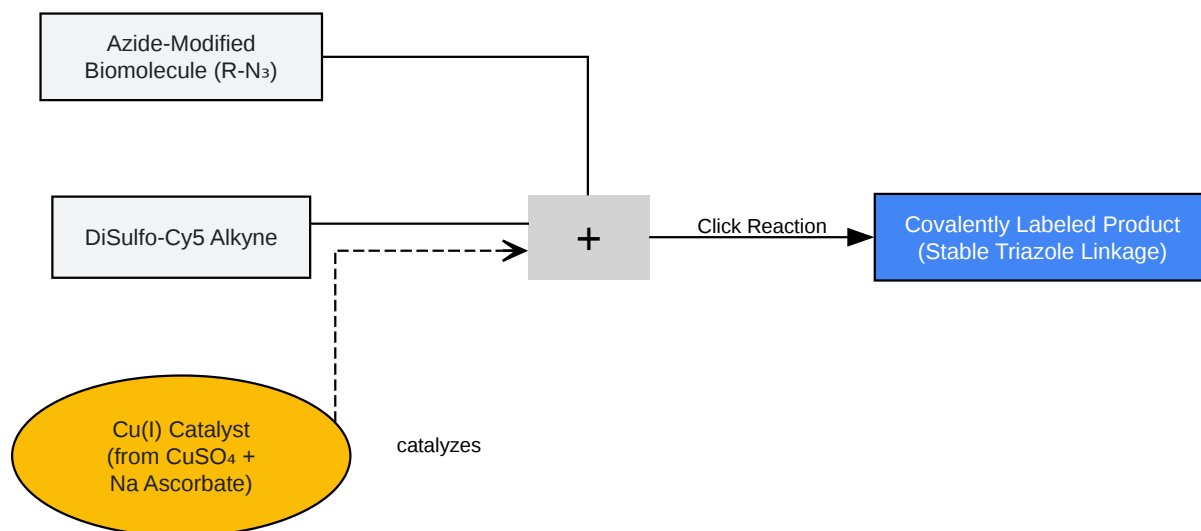 Azide-Modified
Biomolecule (R-N₃)
DiSulfo-Cy5 Alkyne
+
Click Reaction
Covalently Labeled Product
(Stable Triazole Linkage)
Cu(I) Catalyst
(from CuSO₄ +
Na Ascorbate)
catalyzes